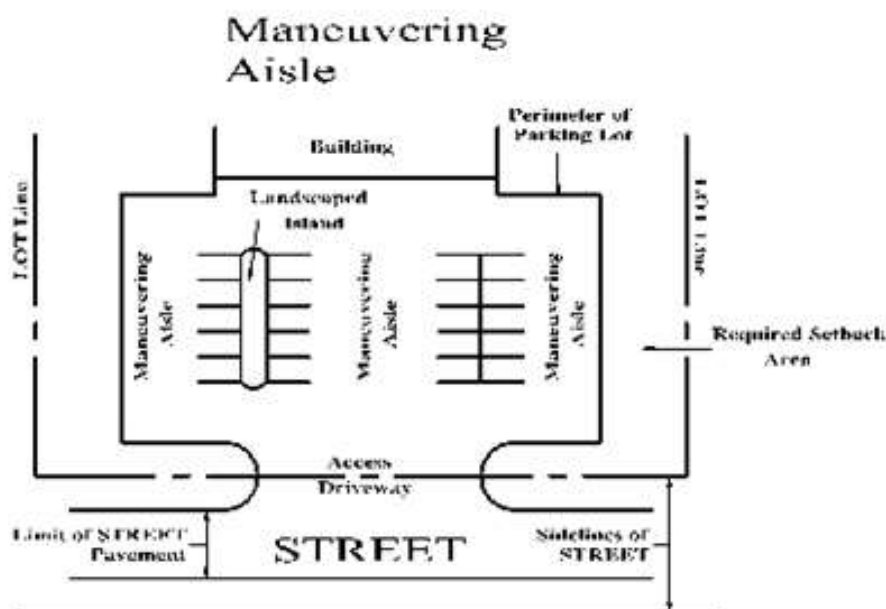 Maneuvering
Aisle
Perimeter of
Parking Lot
Building
LOT Line
Landscaped
Island
LOT Line
Maneuvering
Aisle
Maneuvering
Aisle
Maneuvering
Aisle
Required Setback
Area
Access
Driveway
Limit of STREET
Pavement
STREET
Sidelines of
STREET